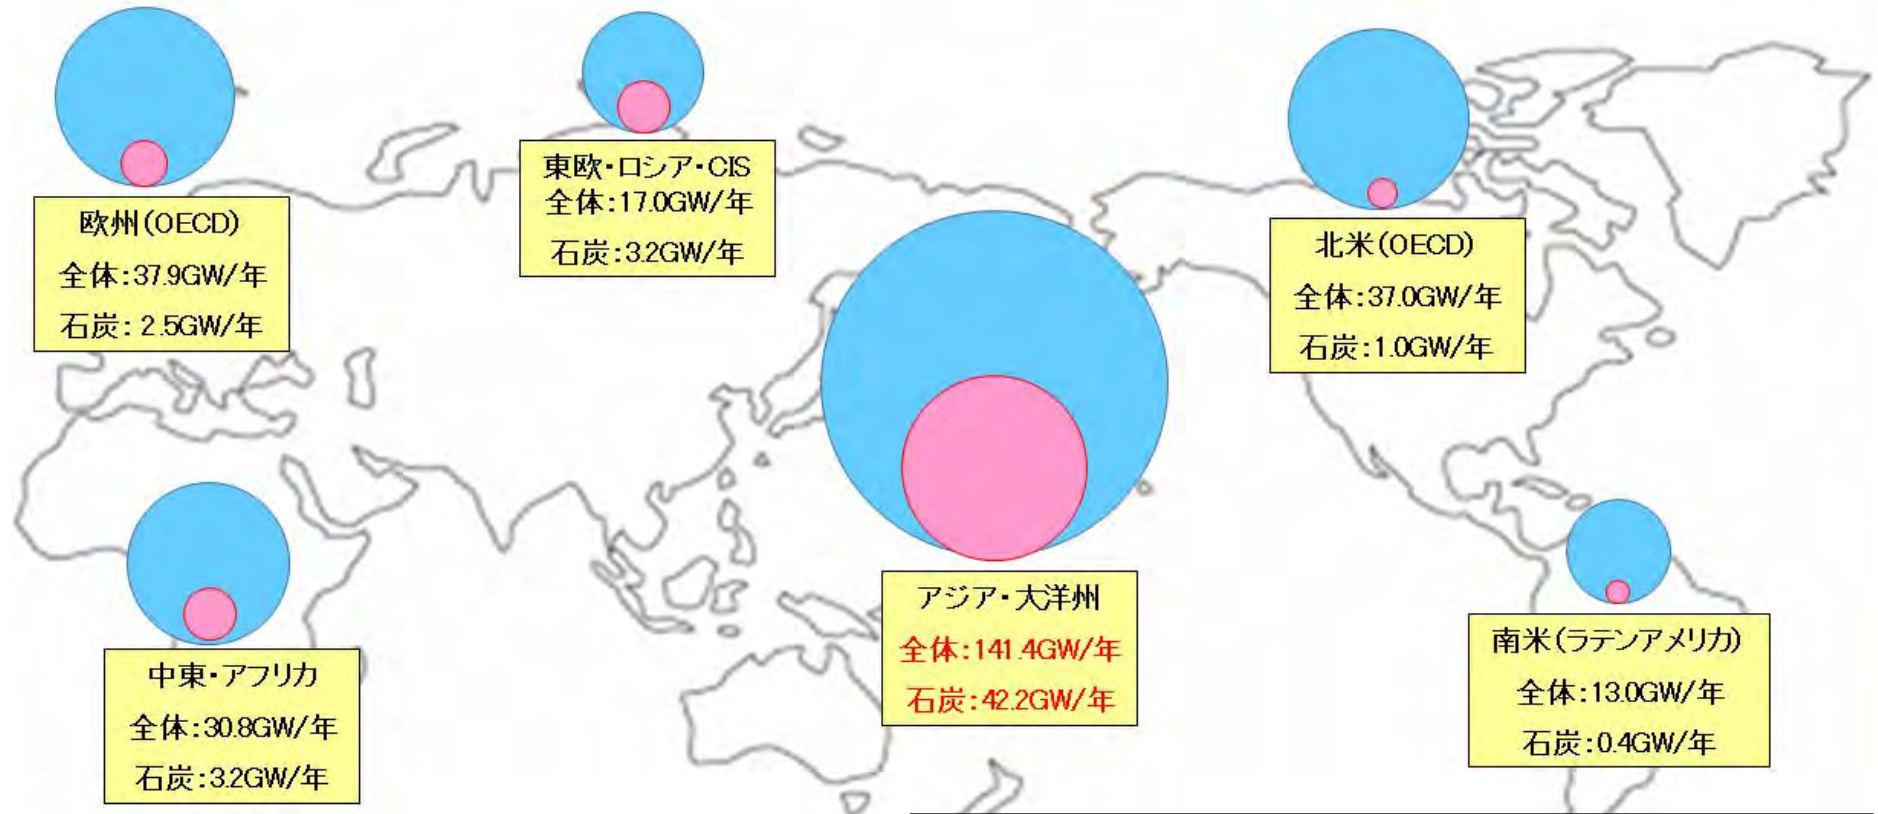 欧州(OECD)
全体:37.9GW/年
石炭: 2.5GW/年
東欧・ロシア・CIS
全体:17.0GW/年
石炭:3.2GW/年
北米(OECD)
全体:37.0GW/年
石炭:1.0GW/年
中東・アフリカ
全体:30.8GW/年
石炭:3.2GW/年
アジア・大洋州
全体:141.4GW/年
石炭:42.2GW/年
南米(ラテンアメリカ)
全体:13.0GW/年
石炭:0.4GW/年